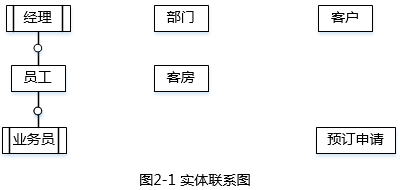 经理 部门 客户
员工 客房
业务员 预订申请
图2-1 实体联系图